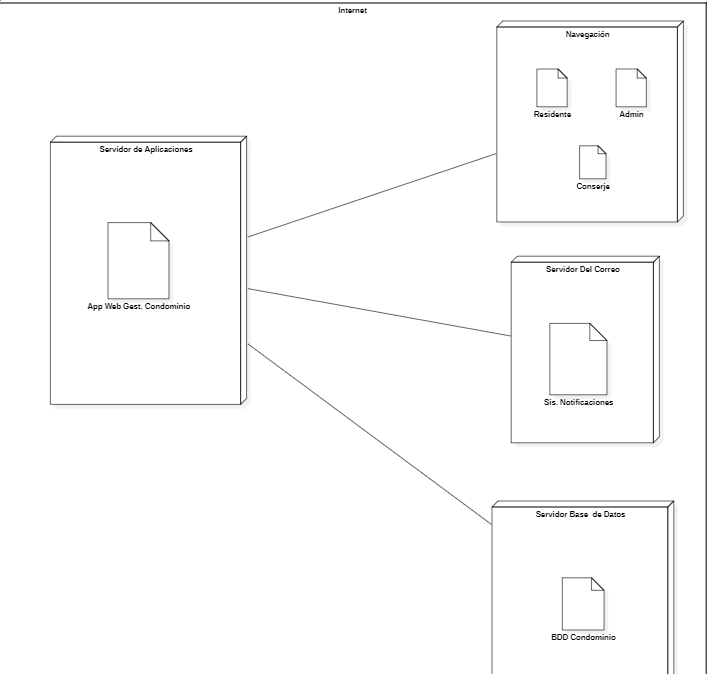 Internet
Navegación
Residente
Admin
Conserje
Servidor de Aplicaciones
App Web Gest. Condominio
Servidor Del Correo
Sis. Notificaciones
Servidor Base de Datos
BDD Condominio